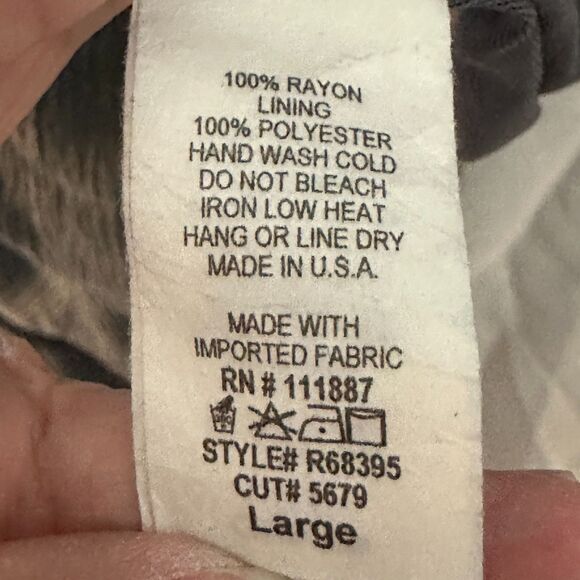 100% RAYON
LINING
100% POLYESTER
HAND WASH COLD
DO NOT BLEACH
IRON LOW HEAT
HANG OR LINE DRY
MADE IN U.S.A.
MADE WITH
IMPORTED FABRIC
RN # 111887
STYLE# R68395
CUT# 5679
Large